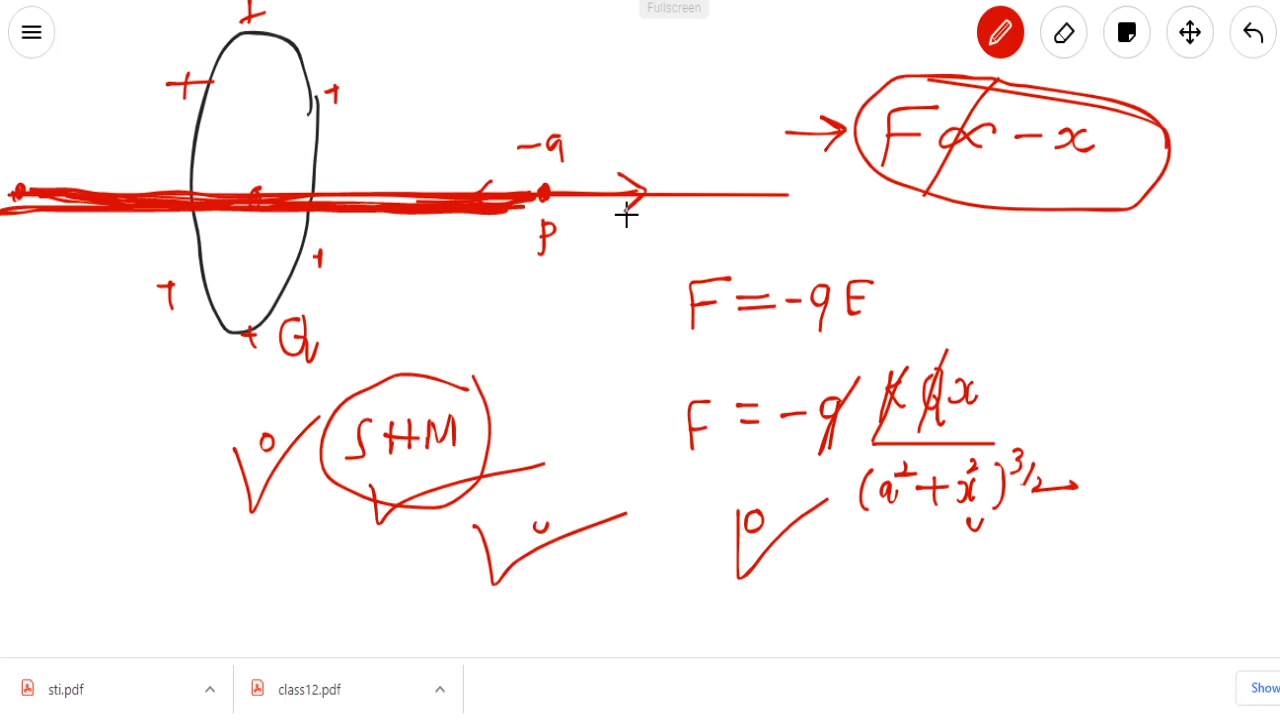 Fullscreen
+
+ +
F ∝ -x
-q
P
+ +
+ Q
F = -qE
F = -q KQx
(a²+x²)^3/2
SHM
sti.pdf
class12.pdf
Show